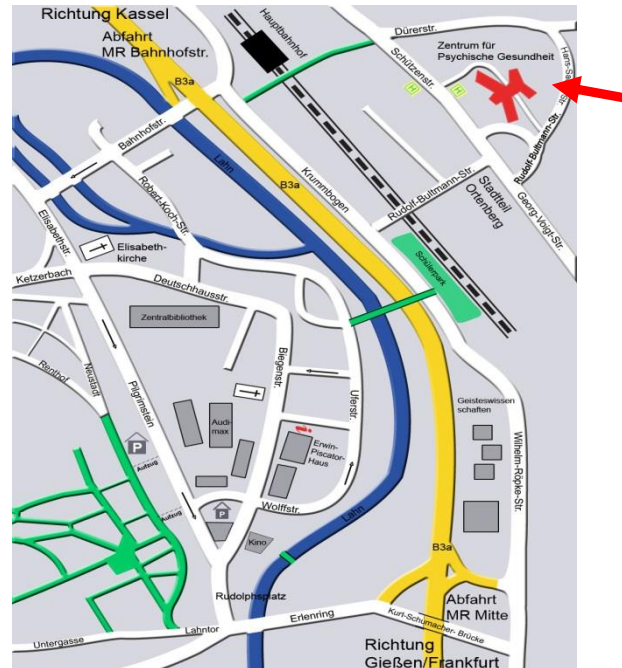 Richtung Kassel
Abfahrt
MR Bahnhofstr.
B3a
Hauptbahnhof
Dürerstr.
Schützenstr.
Zentrum für
Psychische Gesundheit
H
H
Rudolf-Bultmann-Str.
Bahnhofstr.
Lahn
B3a
Krummbogen
Rudolf-Bultmann-Str.
Stadtteil
Ortenberg
Georg-Voigt-Str.
Robert-Koch-Str.
Elisabethstr.
Elisabeth-
kirche
Ketzerbach
Deutschhausstr.
Schülerpark
Zentralbibliothek
Renthof
Neustadt
Pilgrimstein
Biegenstr.
Uferstr.
Audi-
max
Geisteswissen
schaften
Erwin-
Piscator-
Haus
Wilhelm-Röpke-Str.
P
Aufzug
Aufzug
P
Wolffstr.
Kino
Lahn
B3a
Rudolphsplatz
Abfahrt
MR Mitte
Erlenring
Kurt-Schumacher- Brücke
Lahntor
Untergasse
Richtung
Gießen/Frankfurt